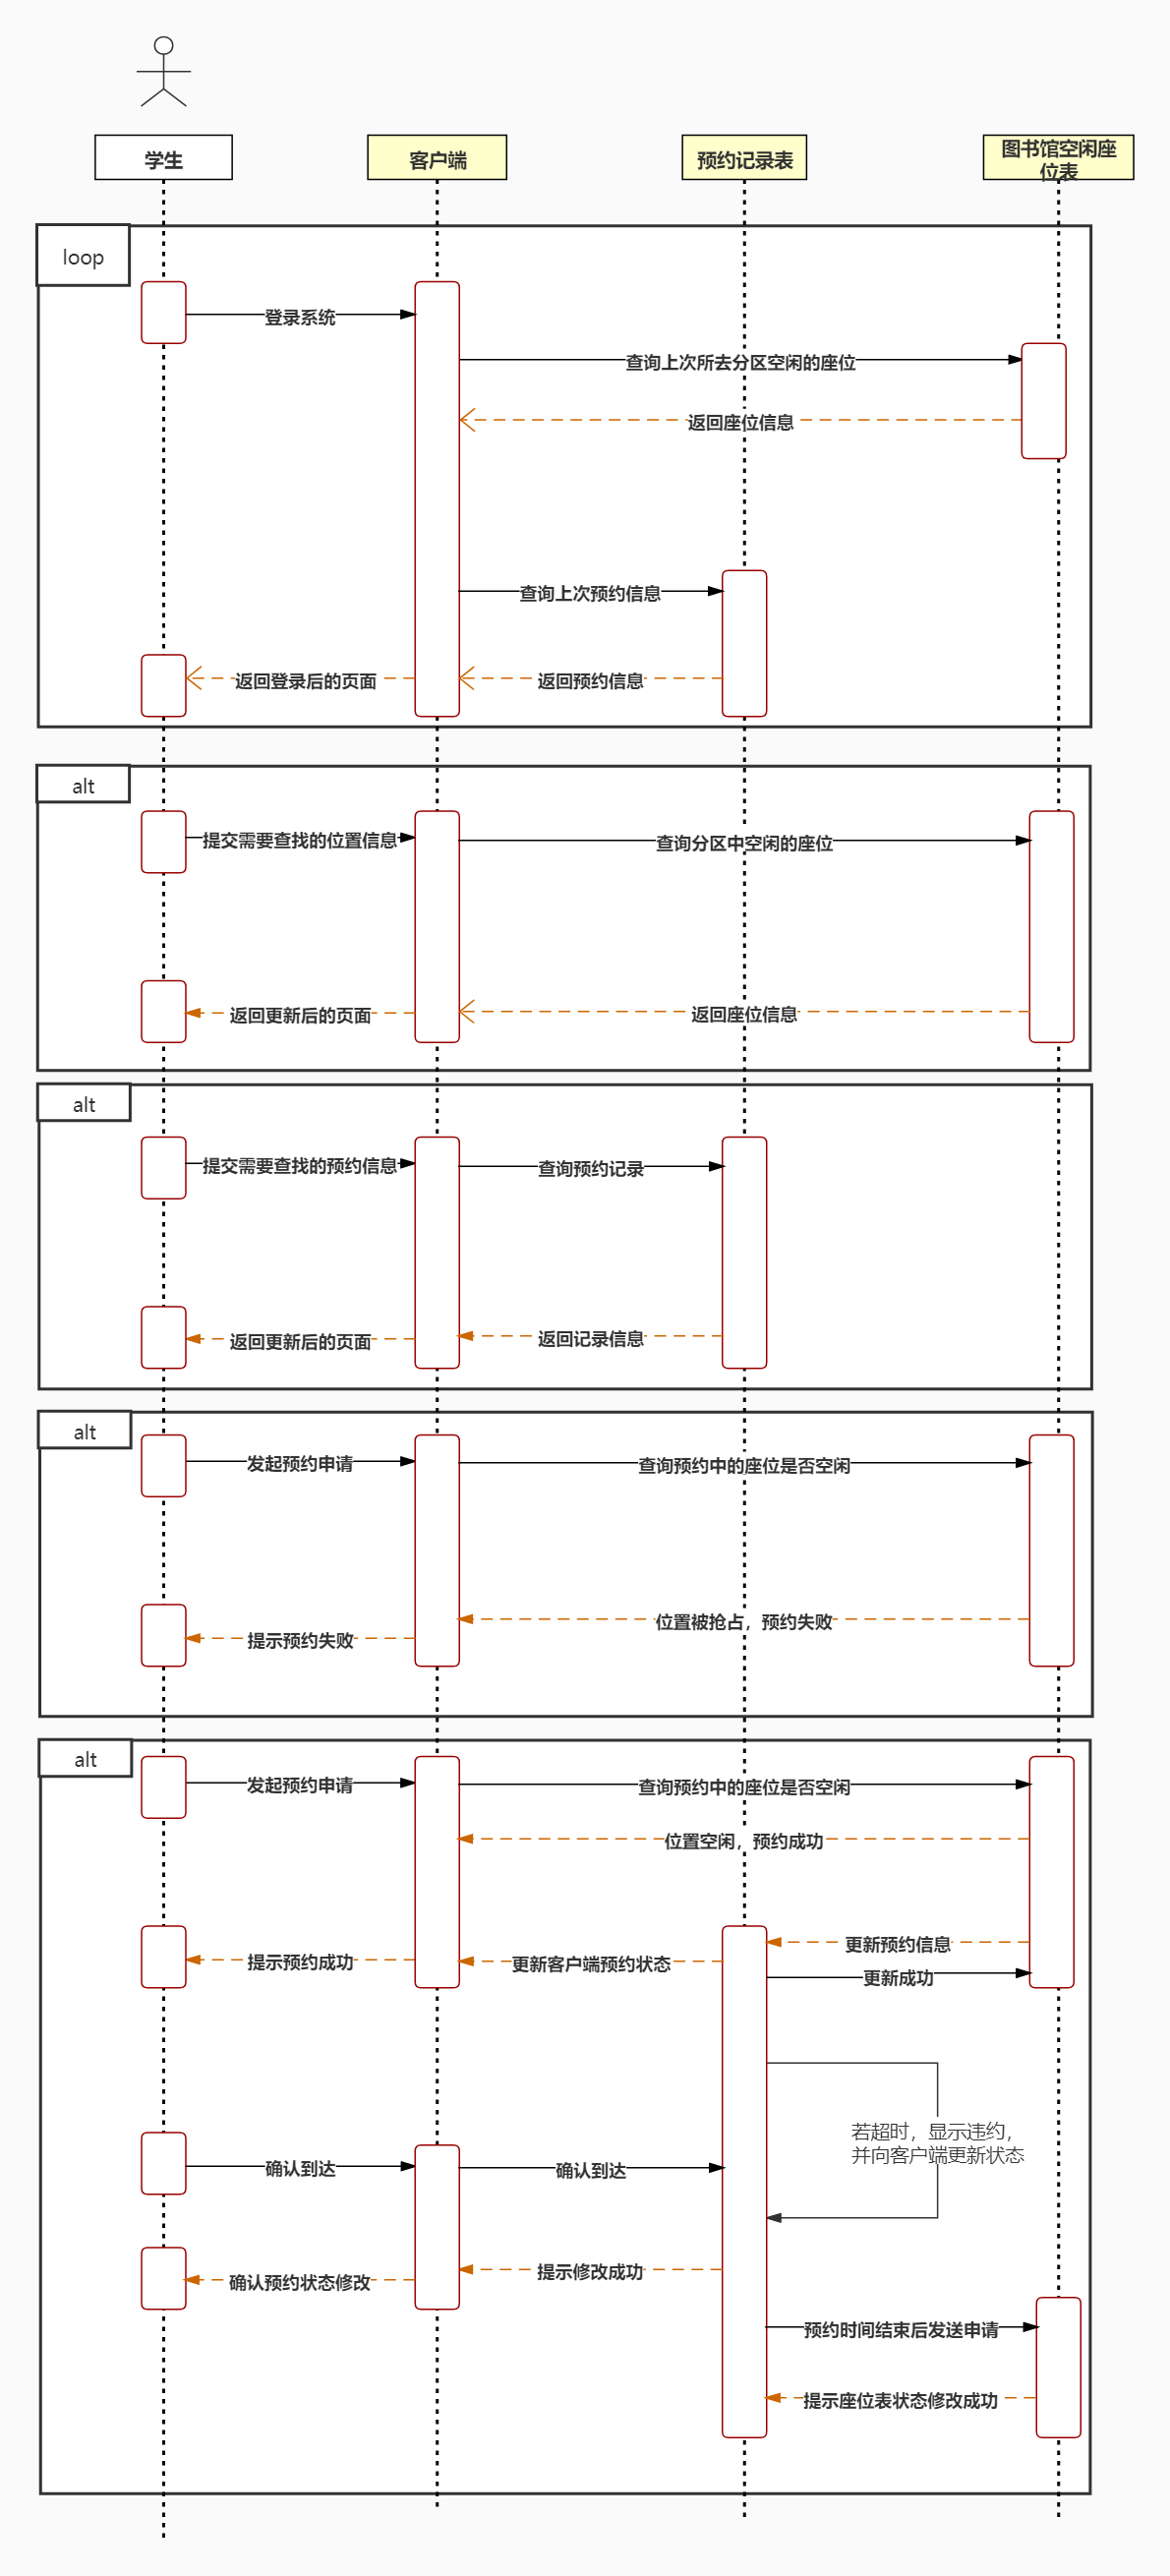 学生
客户端
预约记录表
图书馆空闲座
位表
loop
登录系统
查询上次所去分区空闲的座位
返回座位信息
查询上次预约信息
返回登录后的页面
返回预约信息
alt
提交需要查找的位置信息
查询分区中空闲的座位
返回更新后的页面
返回座位信息
alt
提交需要查找的预约信息
查询预约记录
返回更新后的页面
返回记录信息
alt
发起预约申请
查询预约中的座位是否空闲
位置被抢占，预约失败
提示预约失败
alt
发起预约申请
查询预约中的座位是否空闲
位置空闲，预约成功
更新预约信息
提示预约成功
更新客户端预约状态
更新成功
若超时，显示违约，
并向客户端更新状态
确认到达
确认到达
提示修改成功
确认预约状态修改
预约时间结束后发送申请
提示座位表状态修改成功